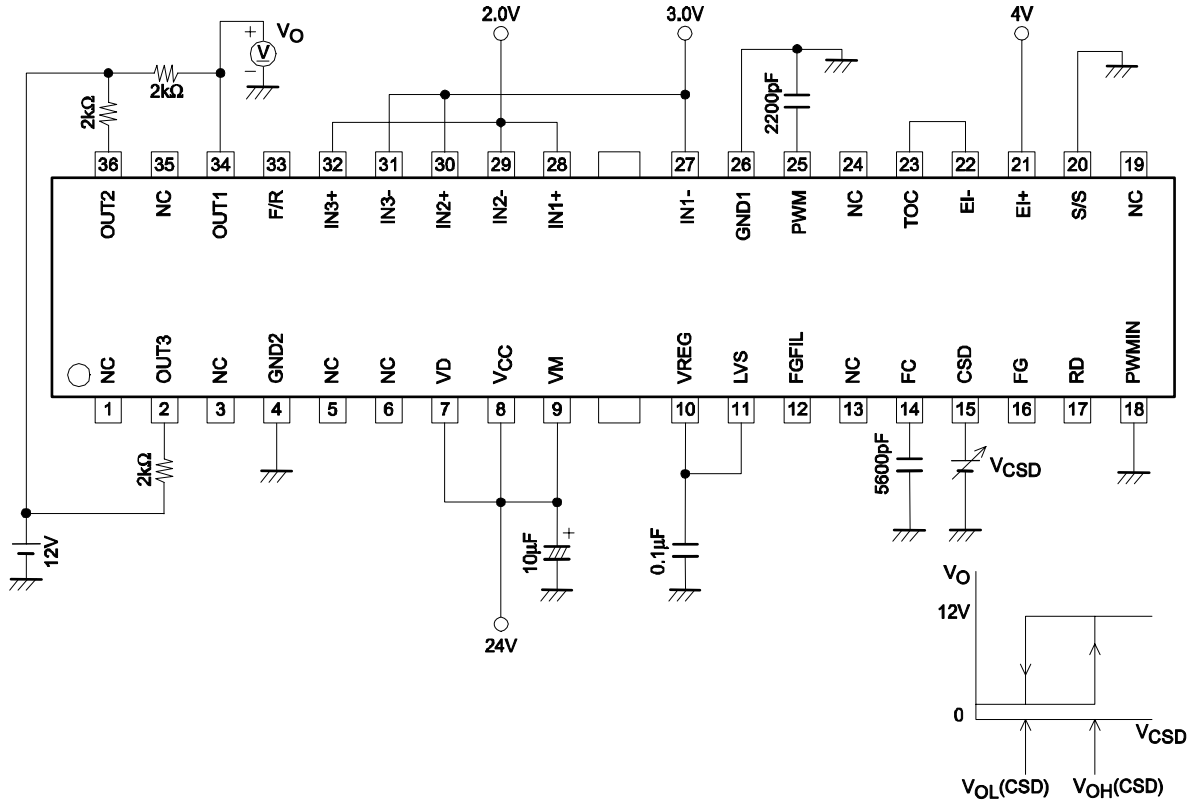 2.0V
3.0V
4V
+
VO
V
−
2kΩ
2kΩ
2200pF
36
35
34
33
32
31
30
29
28
27
26
25
24
23
22
21
20
19
OUT2
NC
OUT1
F/R
IN3+
IN3-
IN2+
IN2-
IN1+
IN1-
GND1
PWM
NC
TOC
EI-
EI+
S/S
NC
NC
OUT3
NC
GND2
NC
NC
VD
VCC
VM
VREG
LVS
FGFIL
NC
FC
CSD
FG
RD
PWMIN
1
2
3
4
5
6
7
8
9
10
11
12
13
14
15
16
17
18
2kΩ
12V
10µF
+
0.1µF
5600pF
VCSD
24V
VO
12V
0
VCSD
VOL(CSD)
VOH(CSD)